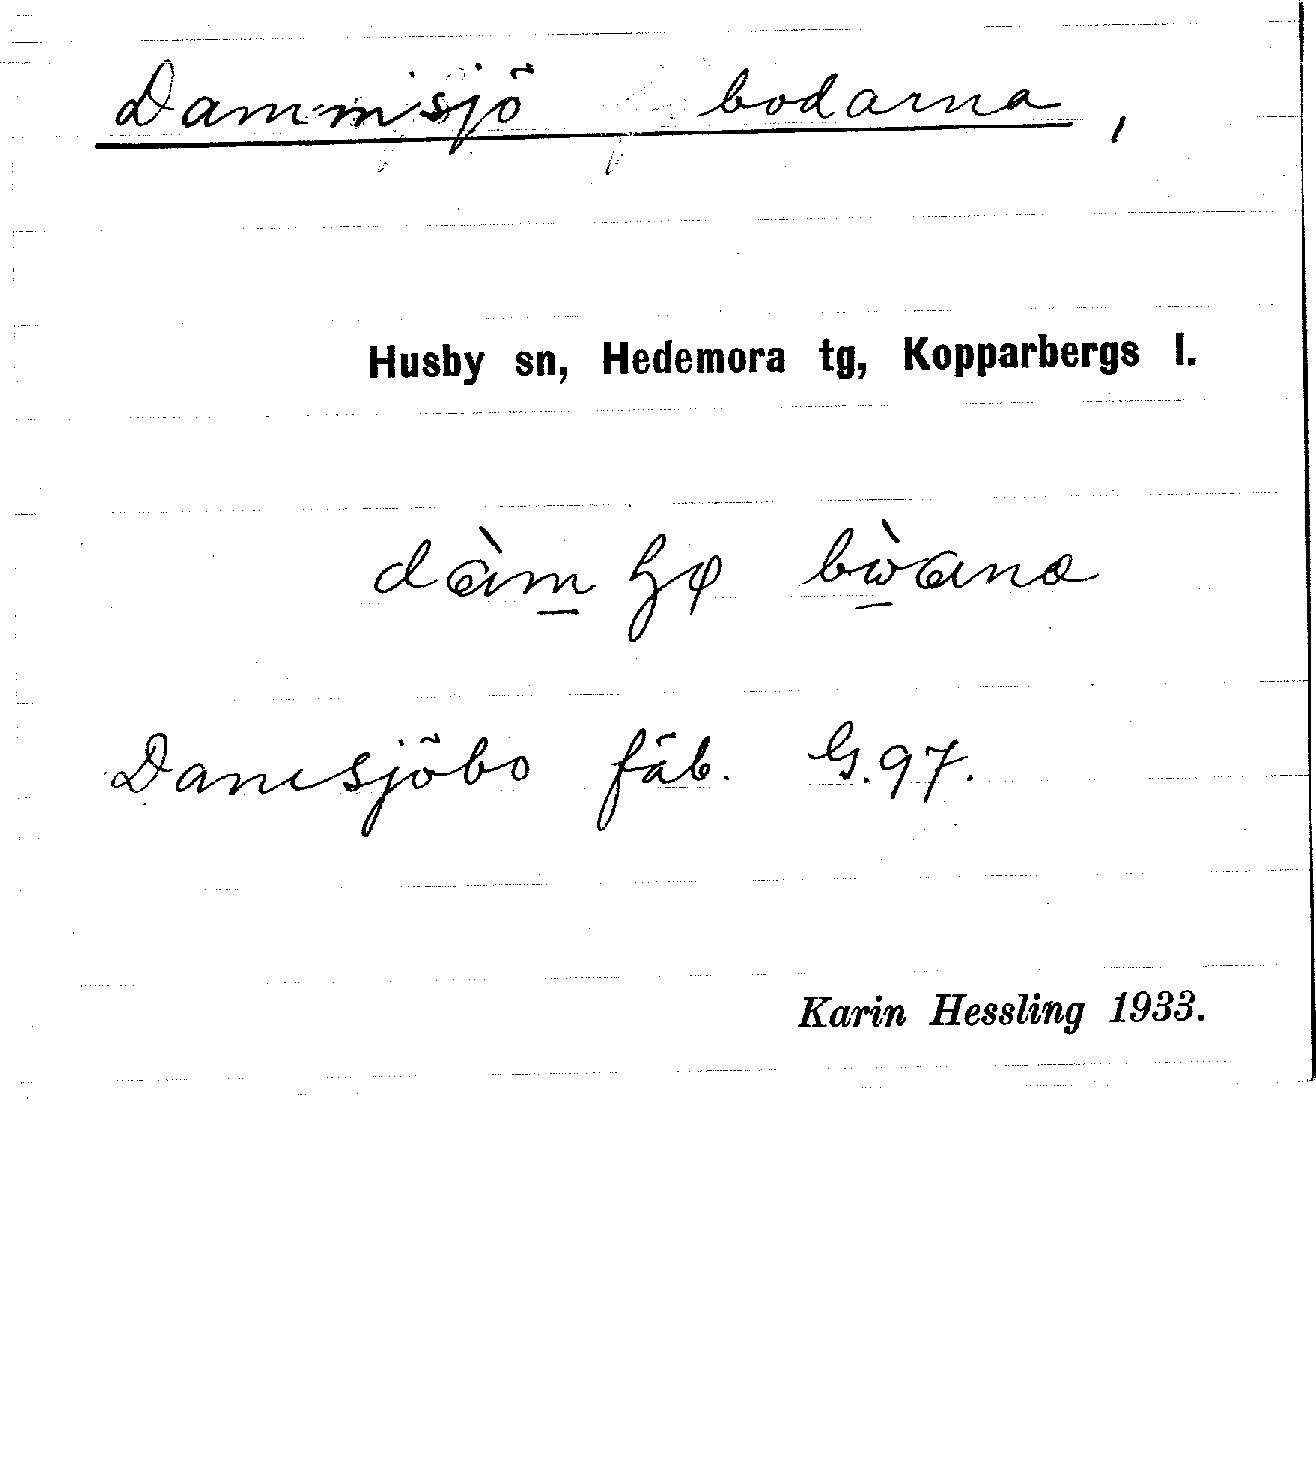 Dammsjö bodarna,
Husby sn, Hedemora tg, Kopparbergs l.
Damsjöbo fäb. G.97.
Karin Hessling 1933.